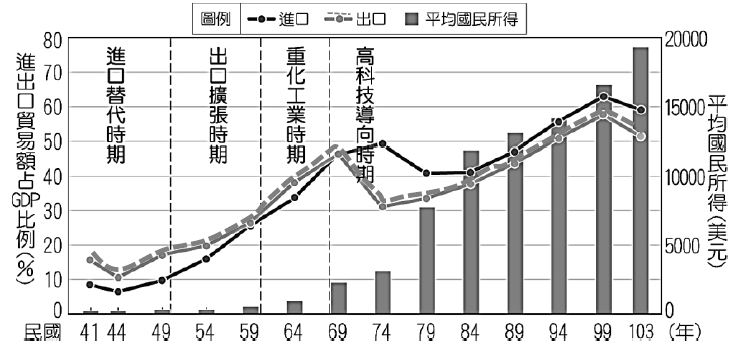 圖例 進口 出口 平均國民所得
進出口貿易額占GDP比例(%)
80
70
60
50
40
30
20
10
0
進口替代時期
出口擴張時期
重化工業時期
高科技導向時期
20000
15000
10000
5000
0
平均國民所得(美元)
民國 41 44 49 54 59 64 69 74 79 84 89 94 99 103 (年)